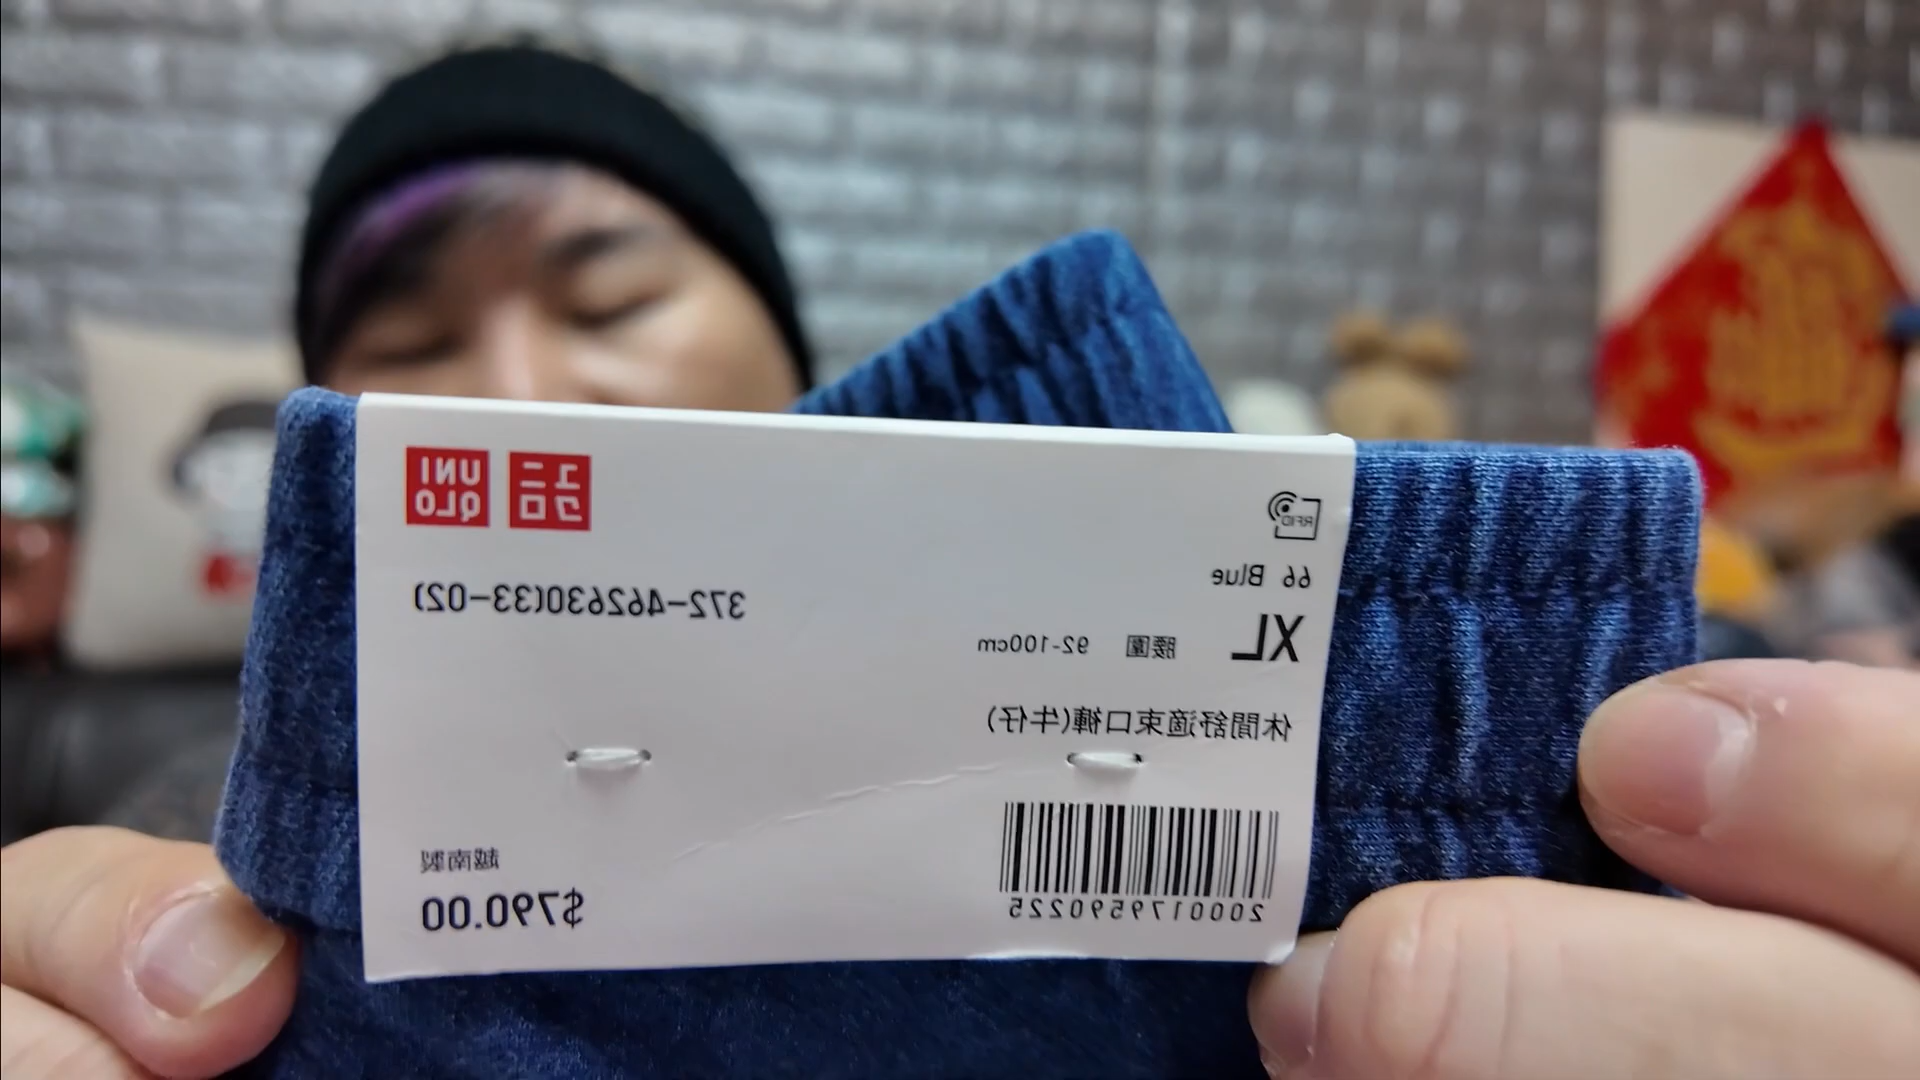 UNI
QLO
ユニ
クロ
RFID
372-462630(33-02)
66 Blue
XL 腰圍 92-100cm
休閒舒適束口褲(牛仔)
越南製
$790.00
2000179590225